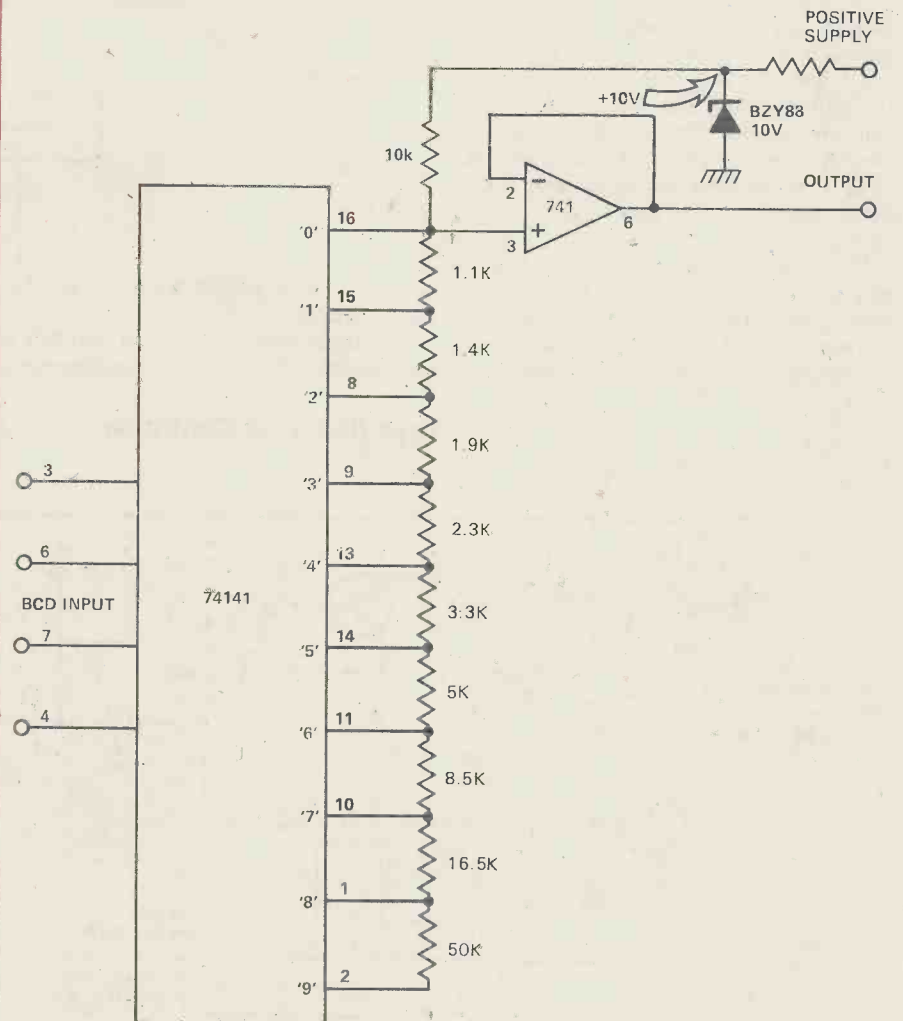 POSITIVE
SUPPLY
+10V
BZY88
10V
10k
OUTPUT
2
741
6
3
'0'
16
1.1K
'1'
15
1.4K
'2'
8
1.9K
'3'
9
2.3K
3
'4'
13
6
3.3K
BCD INPUT
74141
'5'
14
7
5K
'6'
11
4
8.5K
'7'
10
16.5K
'8'
1
50K
'9'
2